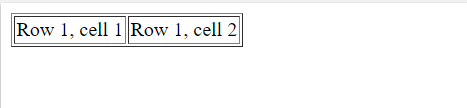 Row 1, cell 1 Row 1, cell 2